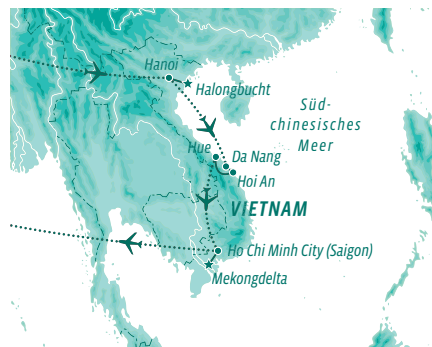 Hanoi
Halongbucht
Süd-
chinesisches
Meer
Hue
Da Nang
Hoi An
VIETNAM
Ho Chi Minh City (Saigon)
Mekongdelta